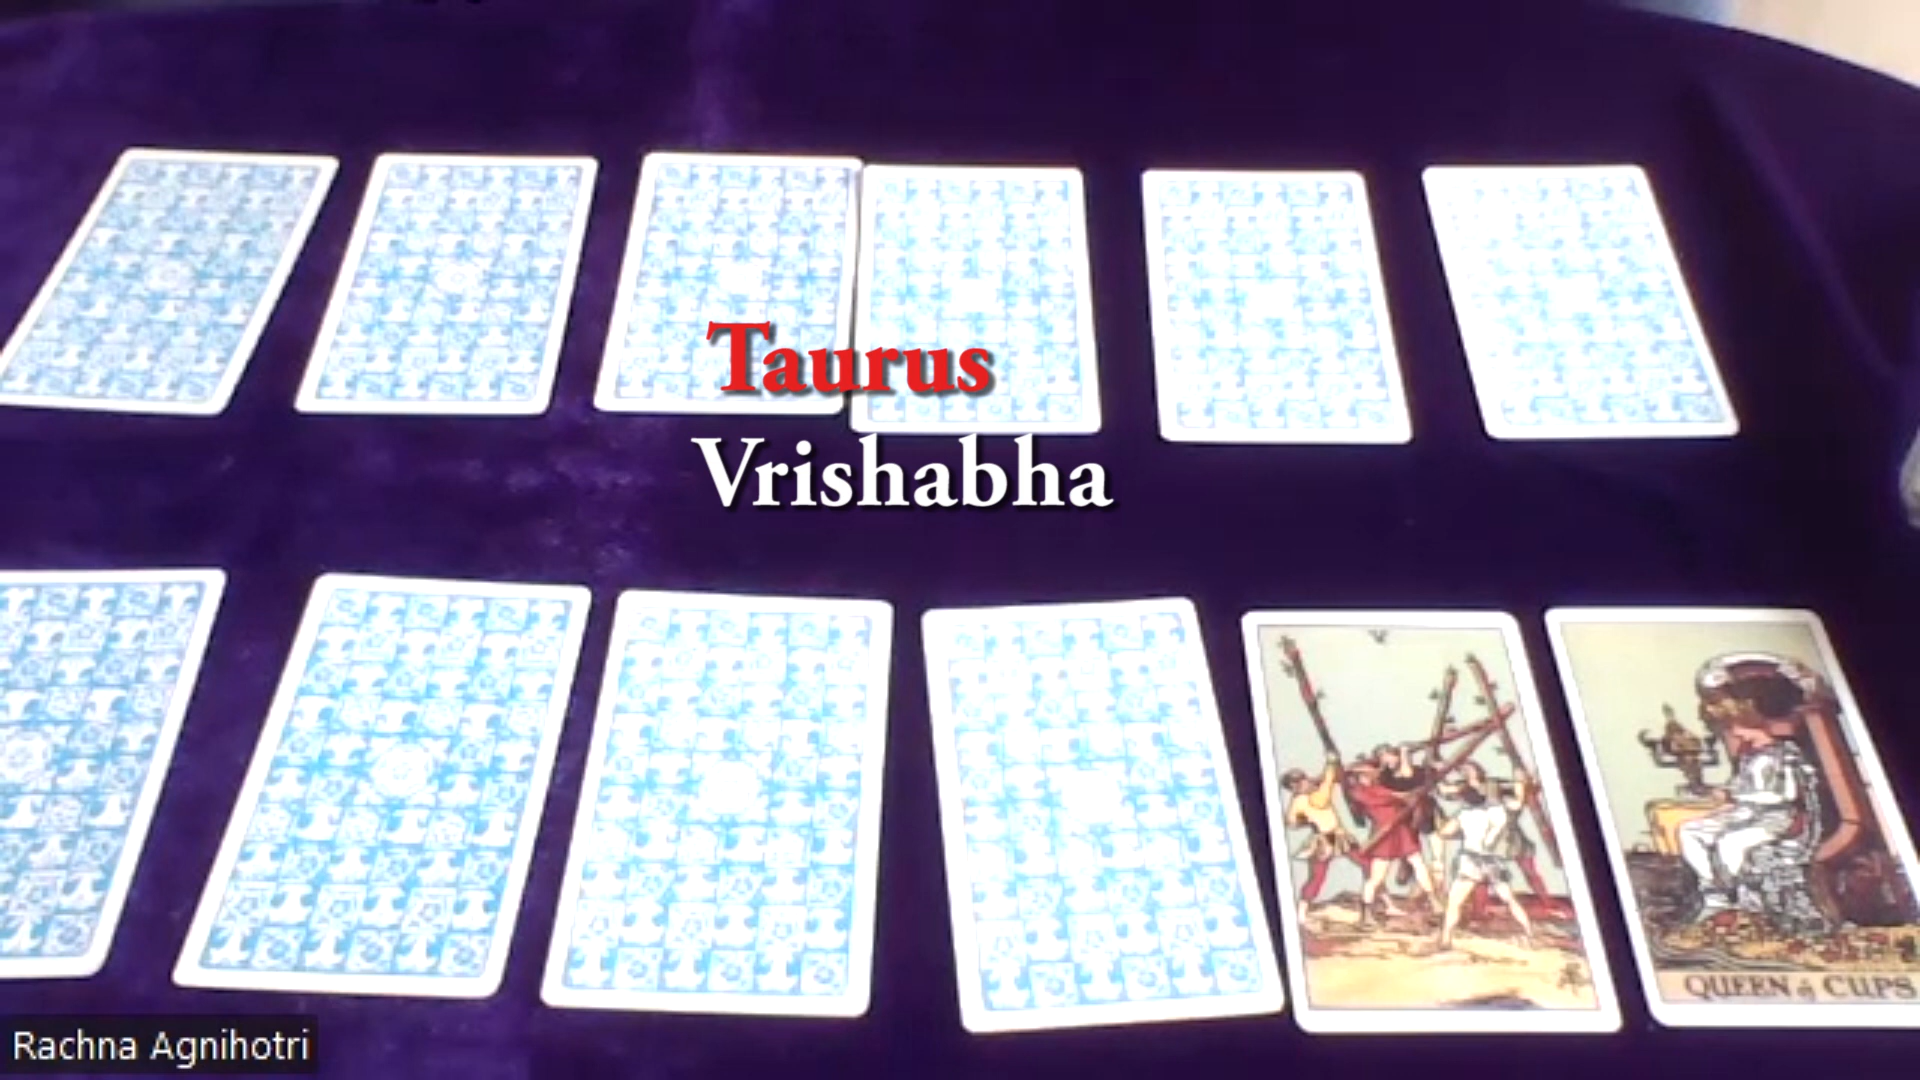 Taurus
Vrishabha
V
QUEEN of CUPS
Rachna Agnihotri